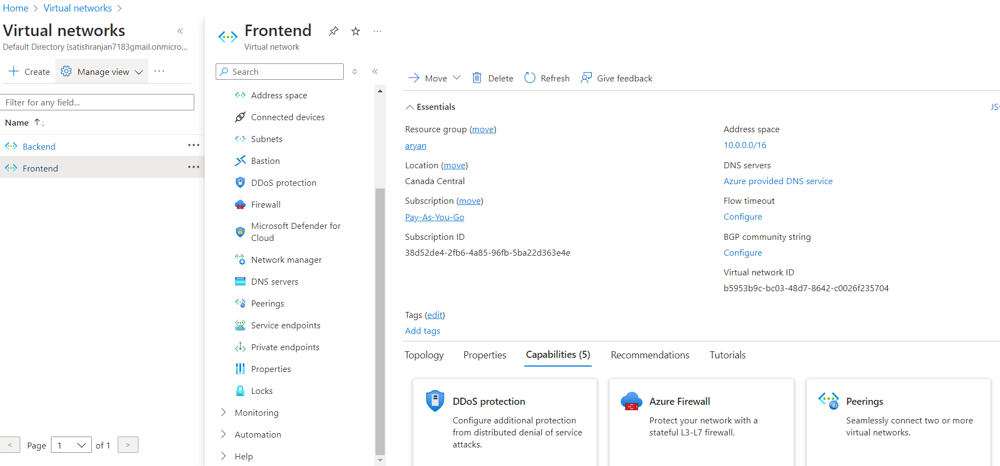 Home > Virtual networks >
Virtual networks «
Default Directory (satishranjan7183gmail.onmicro...
+ Create Manage view ...
Filter for any field...
Name ↑↓
Backend ...
Frontend ...
< Page 1 of 1 >
Frontend ...
Virtual network
Search «
Address space
Connected devices
Subnets
Bastion
DDoS protection
Firewall
Microsoft Defender for
Cloud
Network manager
DNS servers
Peerings
Service endpoints
Private endpoints
Properties
Locks
> Monitoring
> Automation
> Help
Move Delete Refresh Give feedback
Essentials
Resource group (move)
aryan
Location (move)
Canada Central
Subscription (move)
Pay-As-You-Go
Subscription ID
38d52de4-2fb6-4a85-96fb-5ba22d363e4e
Address space
10.0.0.0/16
DNS servers
Azure provided DNS service
Flow timeout
Configure
BGP community string
Configure
Virtual network ID
b5953b9c-bc03-48d7-8642-c0026f235704
Tags (edit)
Add tags
Topology Properties Capabilities (5) Recommendations Tutorials
DDoS protection
Configure additional protection
from distributed denial of service
attacks.
Azure Firewall
Protect your network with a
stateful L3-L7 firewall.
Peerings
Seamlessly connect two or more
virtual networks.